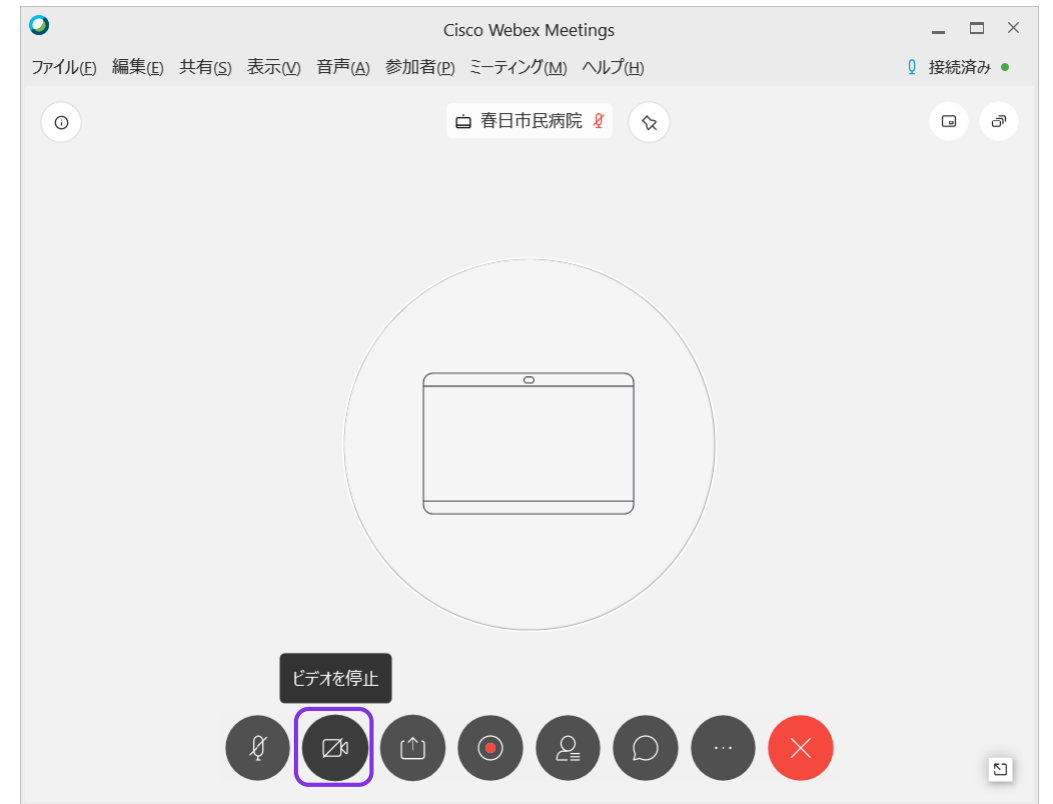 Cisco Webex Meetings
ファイル(F) 編集(E) 共有(S) 表示(V) 音声(A) 参加者(P) ミーティング(M) ヘルプ(H) 接続済み
春日市民病院
ビデオを停止